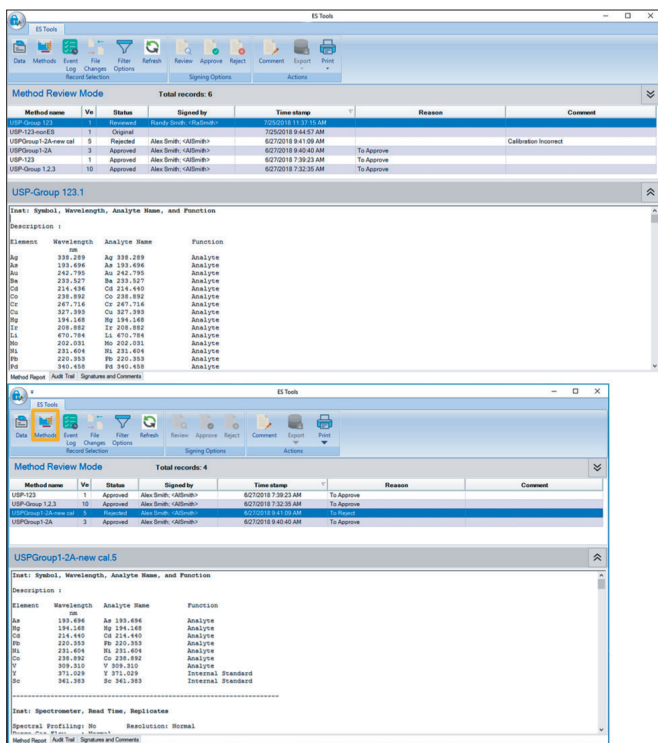 ES Tools
ES Tools
Data Methods Event Log File Changes Filter Options Refresh Review Approve Reject Comment Export Print
Record Selection Signing Options Actions
Method Review Mode Total records: 6
Method name Ve Status Signed by Time stamp Reason Comment
USP-Group 123 1 Reviewed Randy Smith; <RaSmith> 7/25/2018 11:37:15 AM
USP-123-nonES 1 Original 7/25/2018 9:44:57 AM
USPGroup1-2A-new cal 5 Rejected Alex Smith; <AlSmith> 6/27/2018 9:41:09 AM Calibration Incorrect
USPGroup1-2A 3 Approved Alex Smith; <AlSmith> 6/27/2018 9:40:40 AM To Approve
USP-123 1 Approved Alex Smith; <AlSmith> 6/27/2018 7:39:23 AM To Approve
USP-Group 1,2,3 10 Approved Alex Smith; <AlSmith> 6/27/2018 7:32:35 AM To Approve
USP-Group 123.1
Inst: Symbol, Wavelength, Analyte Name, and Function
Description :
Element Wavelength Analyte Name Function
nm
Ag 338.289 Ag 338.289 Analyte
As 193.696 As 193.696 Analyte
Au 242.795 Au 242.795 Analyte
Ba 233.527 Ba 233.527 Analyte
Cd 214.436 Cd 214.440 Analyte
Co 238.892 Co 238.892 Analyte
Cr 267.716 Cr 267.716 Analyte
Cu 327.393 Cu 327.393 Analyte
Hg 194.168 Hg 194.168 Analyte
Ir 208.882 Ir 208.882 Analyte
Li 670.784 Li 670.784 Analyte
Mo 202.031 Mo 202.031 Analyte
Ni 231.604 Ni 231.604 Analyte
Pb 220.353 Pb 220.353 Analyte
Pd 340.458 Pd 340.458 Analyte
Method Report Audit Trail Signatures and Comments
ES Tools
ES Tools
Data Methods Event Log File Changes Filter Options Refresh Review Approve Reject Comment Export Print
Record Selection Signing Options Actions
Method Review Mode Total records: 4
Method name Ve Status Signed by Time stamp Reason Comment
USP-123 1 Approved Alex Smith; <AlSmith> 6/27/2018 7:39:23 AM To Approve
USP-Group 1,2,3 10 Approved Alex Smith; <AlSmith> 6/27/2018 7:32:35 AM To Approve
USPGroup1-2A-new cal 5 Rejected Alex Smith; <AlSmith> 6/27/2018 9:41:09 AM To Reject
USPGroup1-2A 3 Approved Alex Smith; <AlSmith> 6/27/2018 9:40:40 AM To Approve
USPGroup1-2A-new cal.5
Inst: Symbol, Wavelength, Analyte Name, and Function
Description :
Element Wavelength Analyte Name Function
nm
As 193.696 As 193.696 Analyte
Hg 194.168 Hg 194.168 Analyte
Cd 214.440 Cd 214.440 Analyte
Pb 220.353 Pb 220.353 Analyte
Ni 231.604 Ni 231.604 Analyte
Co 238.892 Co 238.892 Analyte
V 309.310 V 309.310 Analyte
Y 371.029 Y 371.029 Internal Standard
Sc 361.383 Sc 361.383 Internal Standard
Inst: Spectrometer, Read Time, Replicates
Spectral Profiling: No Resolution: Normal
Method Report Audit Trail Signatures and Comments